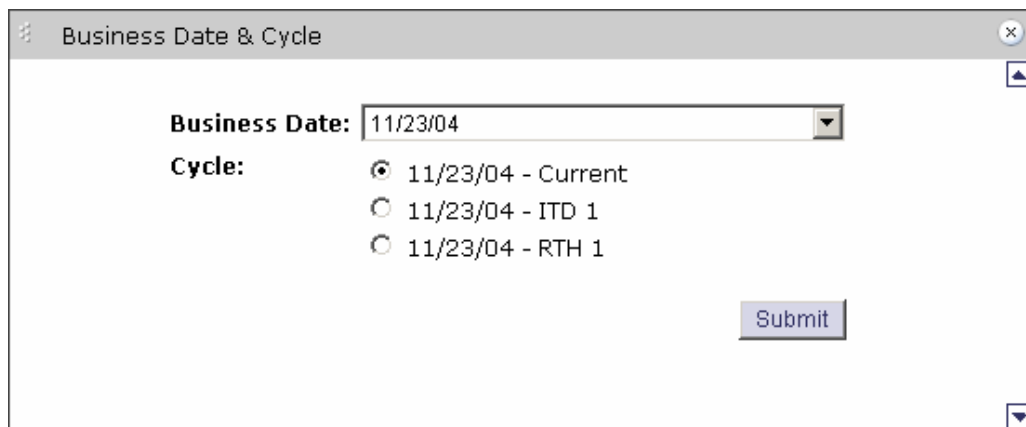 Business Date & Cycle
Business Date: 11/23/04
Cycle: 11/23/04 - Current
11/23/04 - ITD 1
11/23/04 - RTH 1
Submit